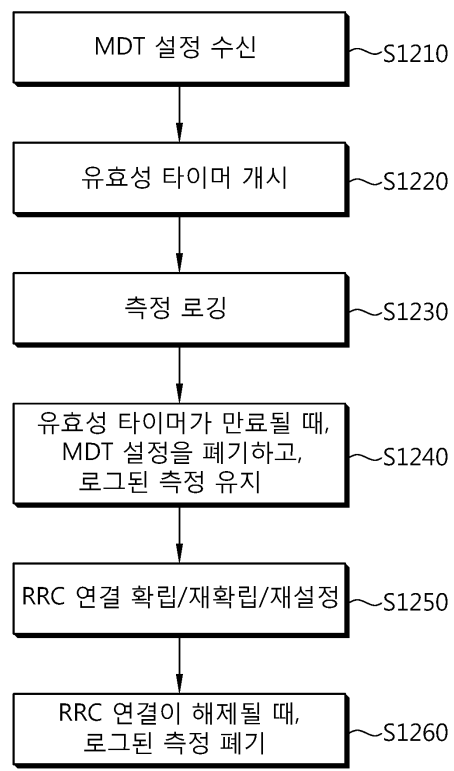 MDT 설정 수신
S1210
유효성 타이머 개시
S1220
측정 로깅
S1230
유효성 타이머가 만료될 때,
MDT 설정을 폐기하고,
로그된 측정 유지
S1240
RRC 연결 확립/재확립/재설정
S1250
RRC 연결이 해제될 때,
로그된 측정 폐기
S1260